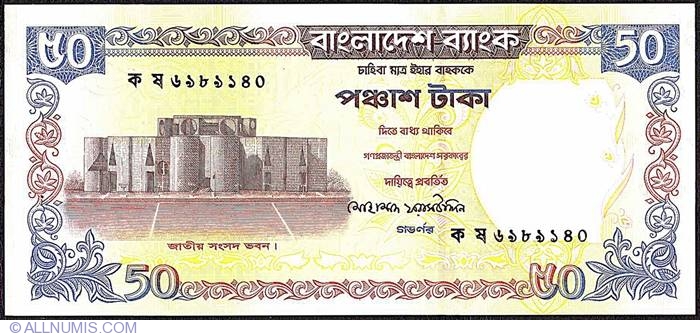 ৫০
বাংলাদেশ ব্যাংক
50
ক ষ ৬৯৮৯১৪০
চাহিবা মাত্র ইহার বাহককে
পঞ্চাশ টাকা
দিতে বাধ্য থাকিবে
গণপ্রজাতন্ত্রী বাংলাদেশ সরকারের
দায়িত্বে প্রবর্তিত
গভর্নর
ক ষ ৬৯৮৯১৪০
জাতীয় সংসদ ভবন।
50
৫০
© ALLNUMIS.COM